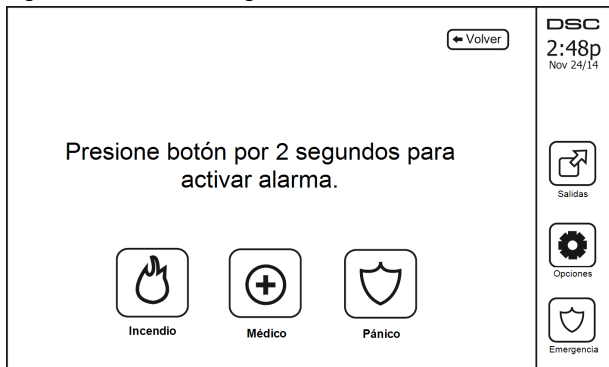 Volver
DSC
2:48p
Nov 24/14
Presione botón por 2 segundos para
activar alarma.
Incendio
Médico
Pánico
Salidas
Opciones
Emergencia